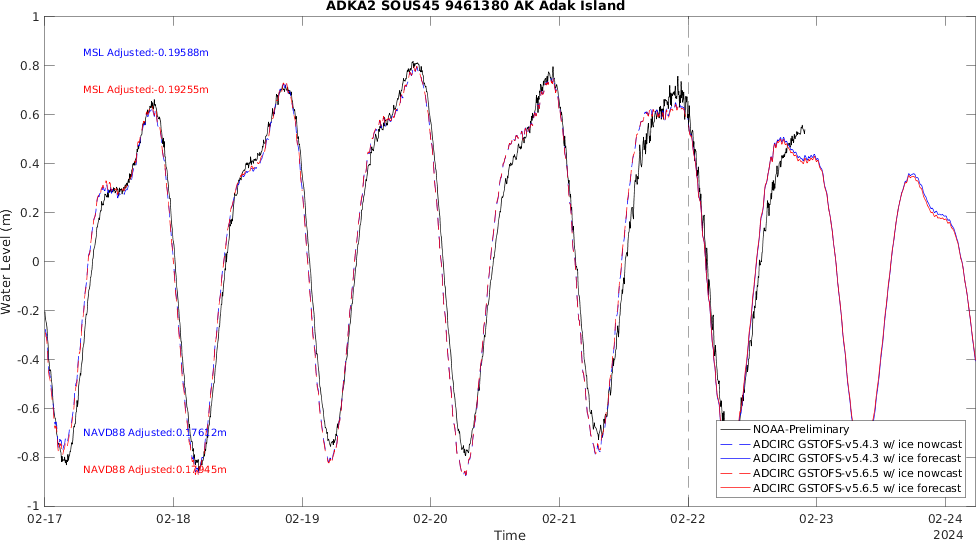 ADKA2 SOUS45 9461380 AK Adak Island
1
0.8
0.6
0.4
0.2
0
-0.2
-0.4
-0.6
-0.8
-1
Water Level (m)
MSL Adjusted:-0.19588m
MSL Adjusted:-0.19255m
NAVD88 Adjusted:0.17612m
NAVD88 Adjusted:0.17945m
NOAA-Preliminary
ADCIRC GSTOFS-v5.4.3 w/ ice nowcast
ADCIRC GSTOFS-v5.4.3 w/ ice forecast
ADCIRC GSTOFS-v5.6.5 w/ ice nowcast
ADCIRC GSTOFS-v5.6.5 w/ ice forecast
02-17 02-18 02-19 02-20 02-21 02-22 02-23 02-24
Time
2024